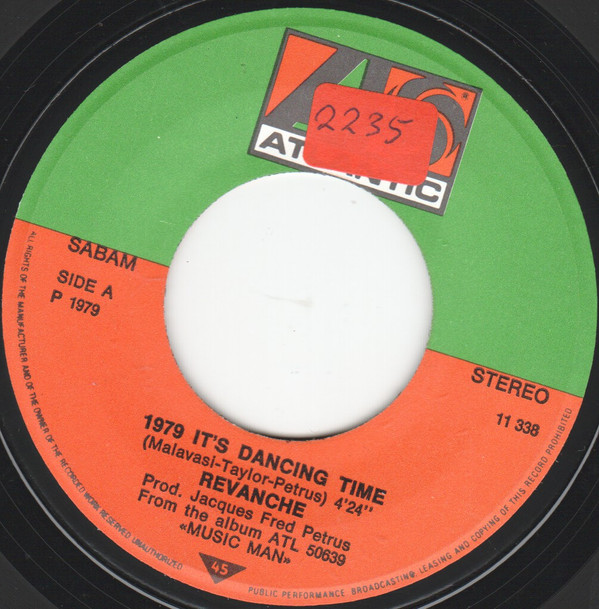 2235
ATLANTIC
®
SABAM
SIDE A
P 1979
STEREO
11 338
1979 IT'S DANCING TIME
(Malavasi-Taylor-Petrus) 4'24"
REVANCHE
Prod. Jacques Fred Petrus
From the album ATL 50639
«MUSIC MAN»
45
ALL RIGHTS OF THE MANUFACTURER AND OF THE OWNER OF THE RECORDED WORK RESERVED UNAUTHORIZED
PUBLIC PERFORMANCE. BROADCASTING. LEASING AND COPYING OF THIS RECORD PROHIBITED